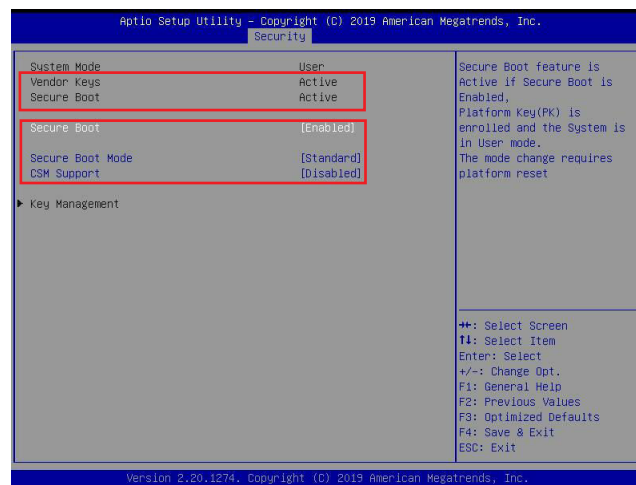 Aptio Setup Utility – Copyright (C) 2019 American Megatrends, Inc.
Security
System Mode User
Vendor Keys Active
Secure Boot Active
Secure Boot [Enabled]
Secure Boot Mode [Standard]
CSM Support [Disabled]
▶ Key Management
Secure Boot feature is
Active if Secure Boot is
Enabled,
Platform Key(PK) is
enrolled and the System is
in User mode.
The mode change requires
platform reset
→←: Select Screen
↑↓: Select Item
Enter: Select
+/-: Change Opt.
F1: General Help
F2: Previous Values
F3: Optimized Defaults
F4: Save & Exit
ESC: Exit
Version 2.20.1274. Copyright (C) 2019 American Megatrends, Inc.